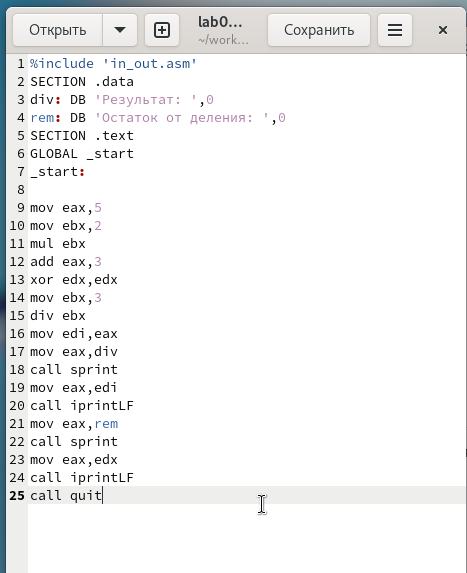 Открыть
lab0...
~/work...
Сохранить
1 %include 'in_out.asm'
2 SECTION .data
3 div: DB 'Результат: ',0
4 rem: DB 'Остаток от деления: ',0
5 SECTION .text
6 GLOBAL _start
7 _start:
8
9 mov eax,5
10 mov ebx,2
11 mul ebx
12 add eax,3
13 xor edx,edx
14 mov ebx,3
15 div ebx
16 mov edi,eax
17 mov eax,div
18 call sprint
19 mov eax,edi
20 call iprintLF
21 mov eax,rem
22 call sprint
23 mov eax,edx
24 call iprintLF
25 call quit